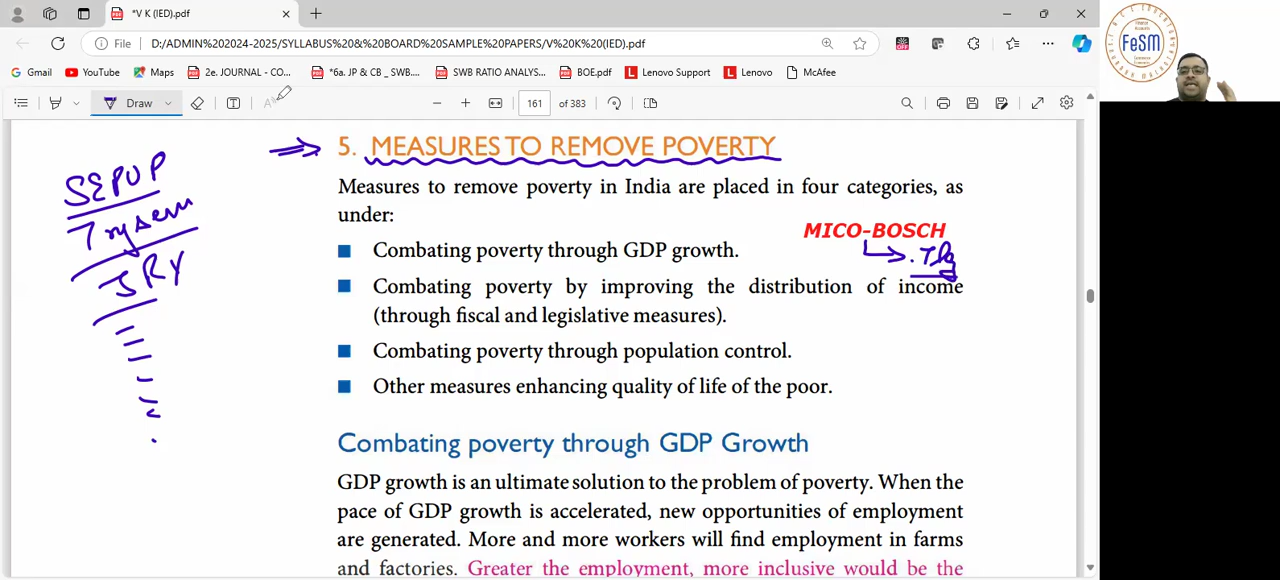 *V K (IED).pdf
File
D:/ADMIN%202024-2025/SYLLABUS%20&%20BOARD%20SAMPLE%20PAPERS/V%20K%20(IED).pdf
OFF
Gmail YouTube Maps 2e. JOURNAL - CO... *6a. JP & CB _ SWB.... SWB RATIO ANALYS... BOE.pdf Lenovo Support Lenovo McAfee
Draw 161 of 383
FeSM
5. MEASURES TO REMOVE POVERTY
Measures to remove poverty in India are placed in four categories, as
under:
MICO-BOSCH
Combating poverty through GDP growth.
Combating poverty by improving the distribution of income
(through fiscal and legislative measures).
Combating poverty through population control.
Other measures enhancing quality of life of the poor.
SEPUP
Trysem
JRY
Combating poverty through GDP Growth
GDP growth is an ultimate solution to the problem of poverty. When the
pace of GDP growth is accelerated, new opportunities of employment
are generated. More and more workers will find employment in farms
and factories. Greater the employment, more inclusive would be the